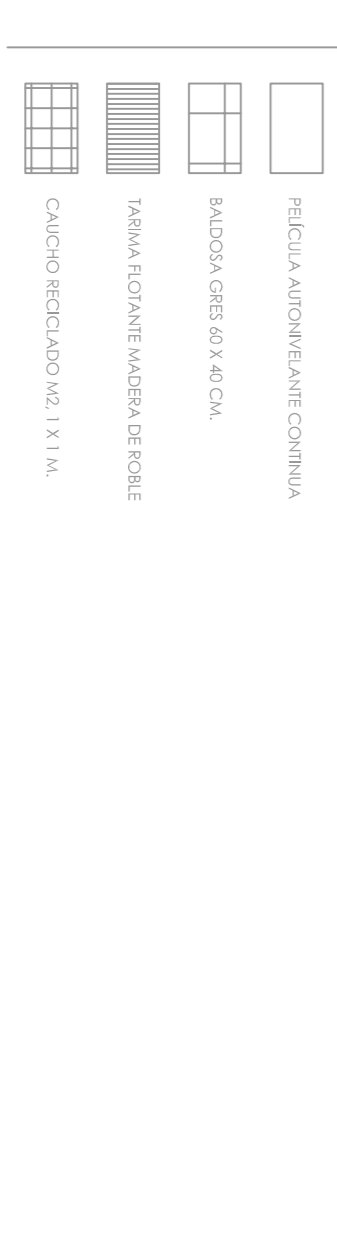 PELÍCULA AUTONIVELANTE CONTINUA
BALDOSA GRES 60 X 40 CM.
TARIMA FLOTANTE MADERA DE ROBLE
CAUCHO RECICLADO M2, 1 X 1 M.